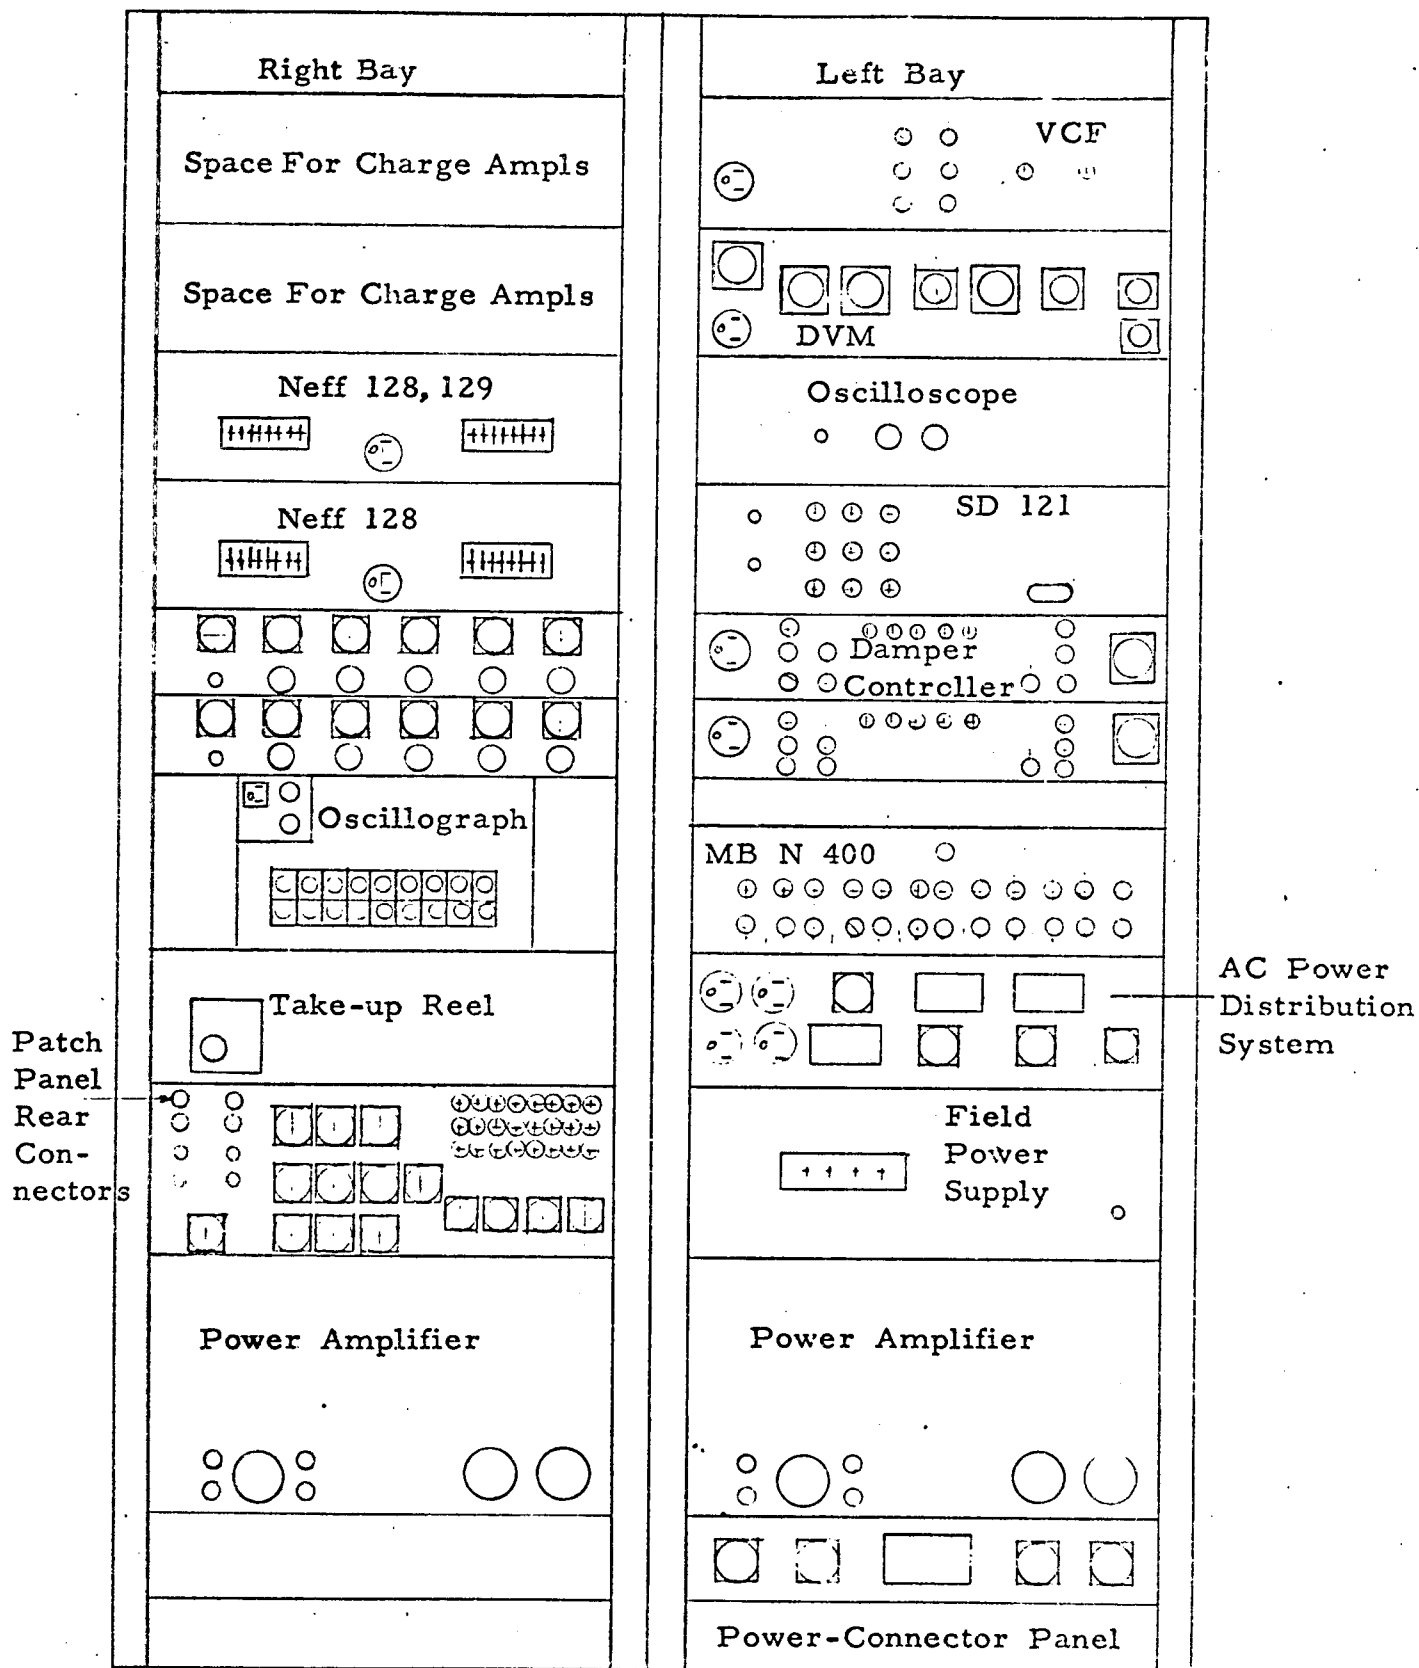 Right Bay
Space For Charge Ampls
Space For Charge Ampls
Neff 128, 129
Neff 128
Oscillograph
Take-up Reel
Patch
Panel
Rear
Con-
nectors
Power Amplifier
Left Bay
VCF
DVM
Oscilloscope
SD 121
Damper
Contrcller
MB N 400
AC Power
Distribution
System
Field
Power
Supply
Power Amplifier
Power-Connector Panel